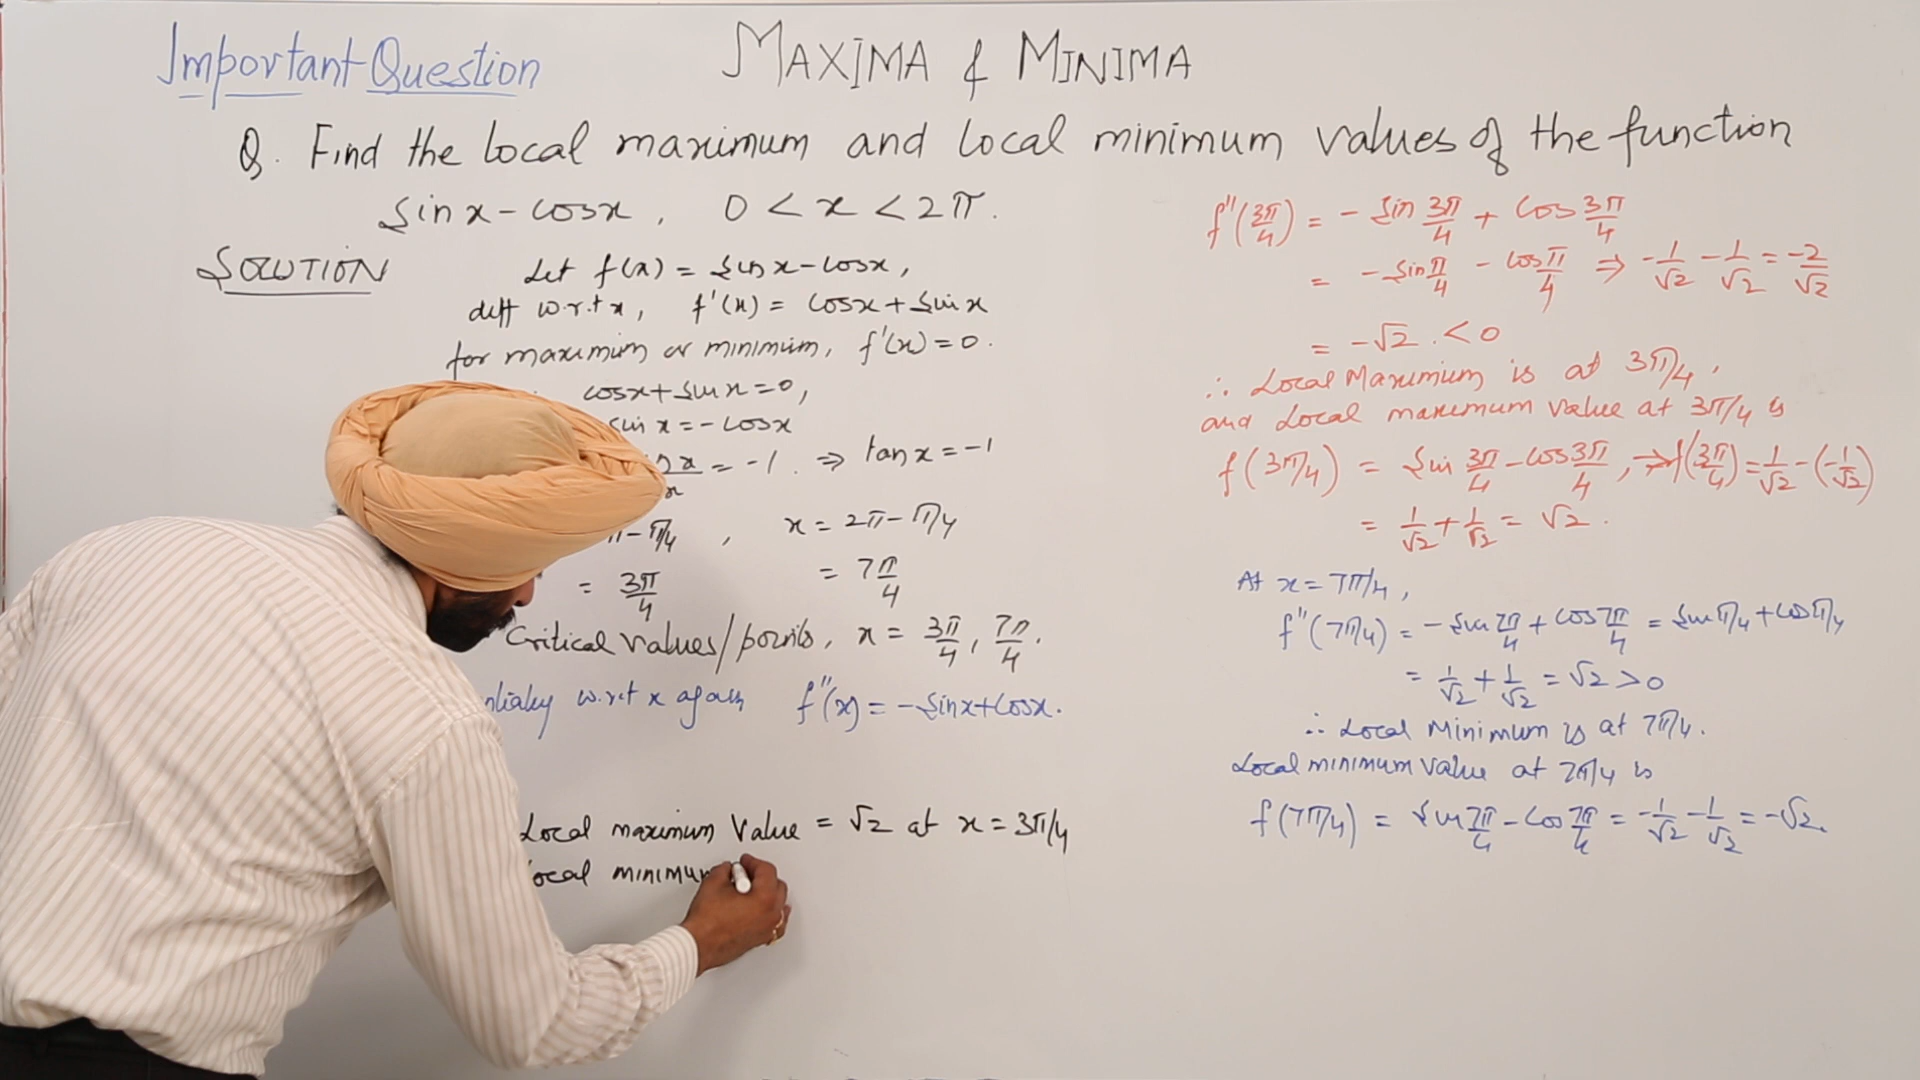 Important Question
MAXIMA & MINIMA
Q. Find the local maximum and local minimum values of the function
Sin x - cos x, 0 < x < 2π.
SOLUTION
Let f(x) = Sin x - cos x,
diff w.r.t x, f'(x) = cos x + Sin x
for maximum or minimum, f'(x) = 0.
cos x + Sin x = 0,
Sin x = - cos x
= -1. ⇒ tan x = -1
- π/4, x = 2π - π/4
= 3π/4 = 7π/4
Critical values/points, x = 3π/4, 7π/4.
w.r.t x again f''(x) = - Sin x + cos x.
Local maximum Value = √2 at x = 3π/4
Local minimum
f''(3π/4) = - Sin 3π/4 + Cos 3π/4
= - Sin π/4 - cos π/4 ⇒ -1/√2 - 1/√2 = -2/√2
= -√2. < 0
∴ Local Maximum is at 3π/4,
and Local maximum value at 3π/4 is
f(3π/4) = Sin 3π/4 - cos 3π/4, ⇒ f(3π/4) = 1/√2 - (-1/√2)
= 1/√2 + 1/√2 = √2.
At x = 7π/4,
f''(7π/4) = - Sin 7π/4 + cos 7π/4 = Sin π/4 + cos π/4
= 1/√2 + 1/√2 = √2 > 0
∴ Local Minimum is at 7π/4.
Local minimum value at 7π/4 is
f(7π/4) = Sin 7π/4 - Cos 7π/4 = -1/√2 - 1/√2 = -√2.